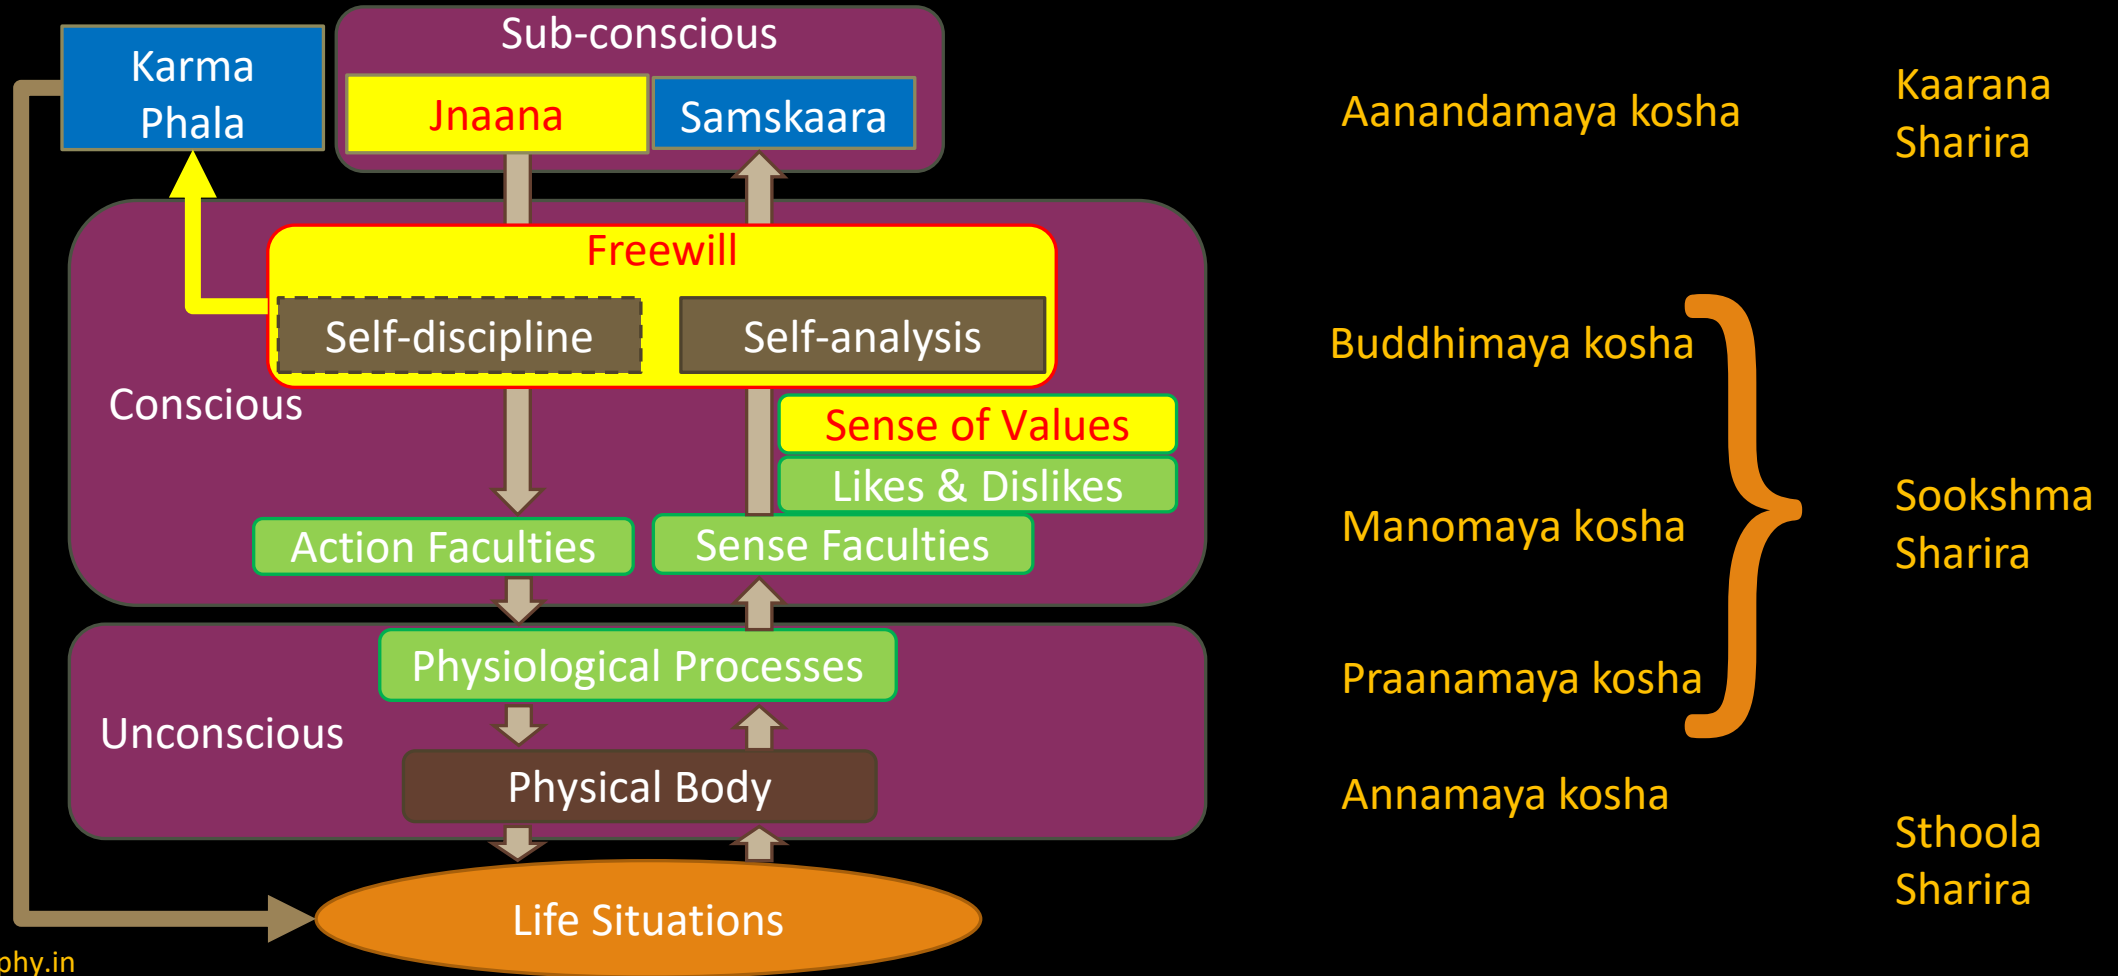 Karma
Phala
Sub-conscious
Jnaana
Samskaara
Aanandamaya kosha
Kaarana
Sharira
Freewill
Self-discipline
Self-analysis
Buddhimaya kosha
Conscious
Sense of Values
Likes & Dislikes
Action Faculties
Sense Faculties
Manomaya kosha
Sookshma
Sharira
Physiological Processes
Praanamaya kosha
Unconscious
Physical Body
Annamaya kosha
Sthoola
Sharira
Life Situations
phy.in